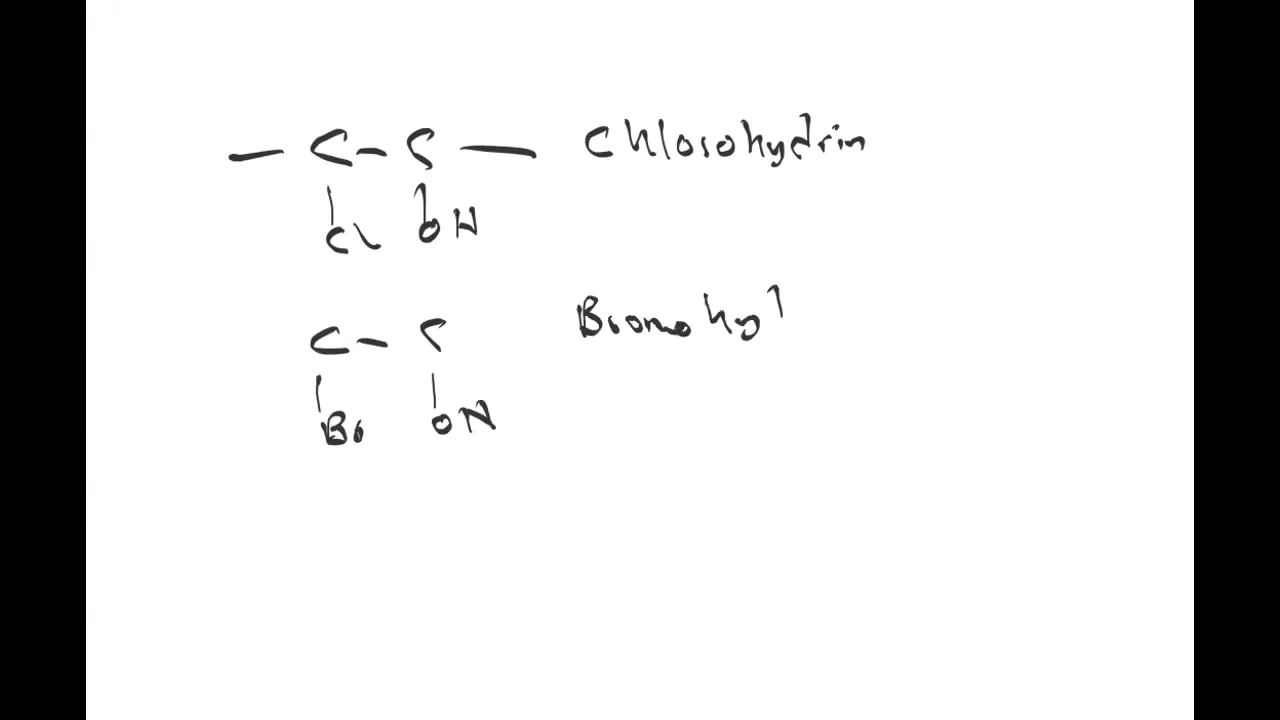 — C – C — Chlorohydrin
Cl OH
C – C Bromohyd
Br OH